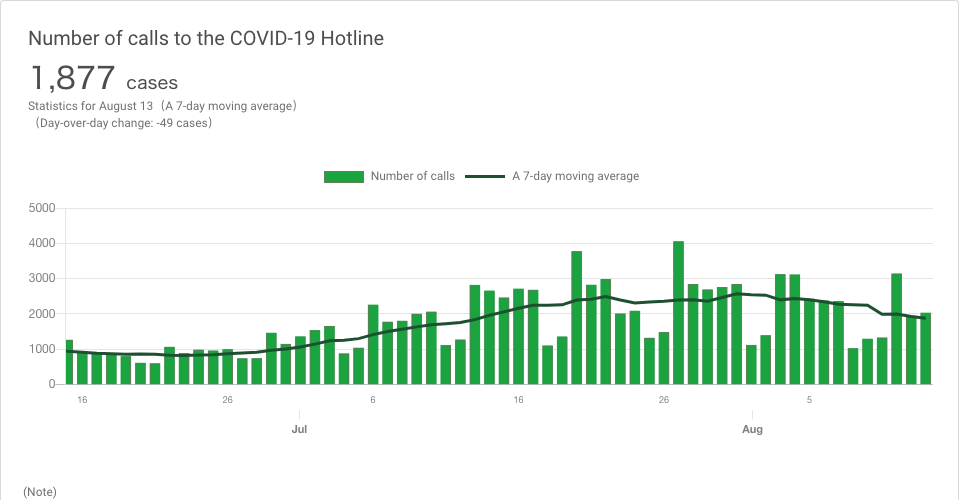 Number of calls to the COVID-19 Hotline
1,877 cases
Statistics for August 13（A 7-day moving average）
（Day-over-day change: -49 cases）
Number of calls A 7-day moving average
5000
4000
3000
2000
1000
0
16 26 6 16 26 5
Jul Aug
(Note)